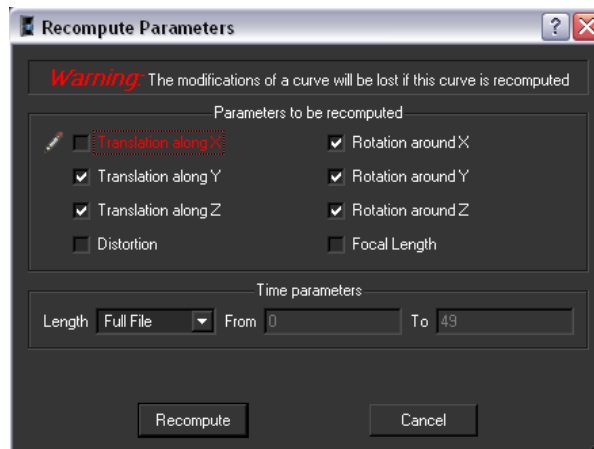 Recompute Parameters
Warning: The modifications of a curve will be lost if this curve is recomputed
Parameters to be recomputed
Translation along X
Rotation around X
Translation along Y
Rotation around Y
Translation along Z
Rotation around Z
Distortion
Focal Length
Time parameters
Length Full File From 0 To 49
Recompute Cancel